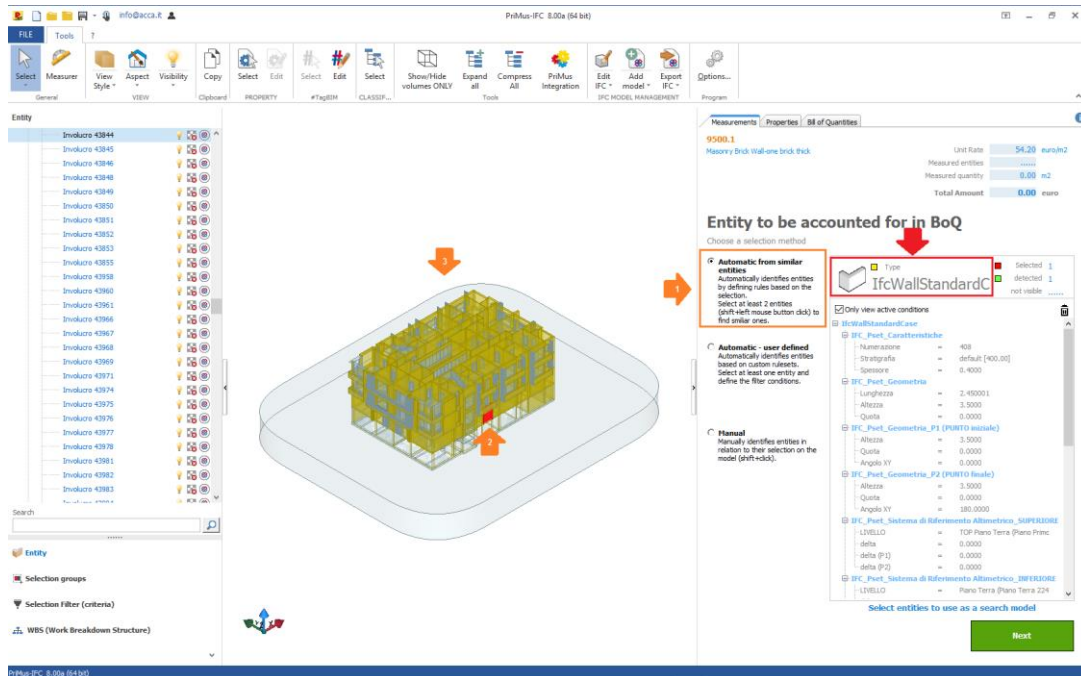 info@acca.it
PriMus-IFC 8.00a (64 bit)
FILE
Tools
?
Select
Measurer
View
Style
Aspect
Visibility
Copy
Select
Edit
Select
Edit
Select
Show/Hide
volumes ONLY
Expand
all
Compress
All
PriMus
Integration
Edit
IFC
Add
model
Export
IFC
Options...
General
VIEW
Clipboard
PROPERTY
#TagBIM
CLASSIF...
Tools
IFC MODEL MANAGEMENT
Program
Entity
Involucro 43844
Involucro 43845
Involucro 43846
Involucro 43848
Involucro 43849
Involucro 43850
Involucro 43851
Involucro 43852
Involucro 43853
Involucro 43855
Involucro 43958
Involucro 43960
Involucro 43961
Involucro 43966
Involucro 43967
Involucro 43968
Involucro 43969
Involucro 43971
Involucro 43974
Involucro 43975
Involucro 43976
Involucro 43977
Involucro 43978
Involucro 43981
Involucro 43982
Involucro 43983
Search
Entity
Selection groups
Selection Filter (criteria)
WBS (Work Breakdown Structure)
3
2
1
Measurements
Properties
Bill of Quantities
9500.1
Masonry Brick Wall-one brick thick
Unit Rate 54.20 euro/m2
Measured entities ......
Measured quantity 0.00 m2
Total Amount 0.00 euro
Entity to be accounted for in BoQ
Choose a selection method
Automatic from similar
entities
Automatically identifies entities
by defining rules based on the
selection.
Select at least 2 entities
(shift+left mouse button click) to
find smiliar ones.
Automatic - user defined
Automatically identifies entities
based on custom rulesets.
Select at least one entity and
define the filter conditions.
Manual
Manually identifies entities in
relation to their selection on the
model (shift+click).
Type
IfcWallStandardC
Selected 1
detected 1
not visible ......
Only view active conditions
IfcWallStandardCase
IFC_Pset_Caratteristiche
Numerazione = 408
Stratigrafia = default [400.00]
Spessore = 0.4000
IFC_Pset_Geometria
Lunghezza = 2.450001
Altezza = 3.5000
Quota = 0.0000
IFC_Pset_Geometria_P1 (PUNTO iniziale)
Altezza = 3.5000
Quota = 0.0000
Angolo XY = 0.0000
IFC_Pset_Geometria_P2 (PUNTO finale)
Altezza = 3.5000
Quota = 0.0000
Angolo XY = 180.0000
IFC_Pset_Sistema di Riferimento Altimetrico_SUPERIORE
LIVELLO = TOP Piano Terra (Piano Primc
delta = 0.0000
delta (P1) = 0.0000
delta (P2) = 0.0000
IFC_Pset_Sistema di Riferimento Altimetrico_INFERIORE
LIVELLO = Piano Terra (Piano Terra 224
Select entities to use as a search model
Next
PriMus-IFC 8.00a (64 bit)